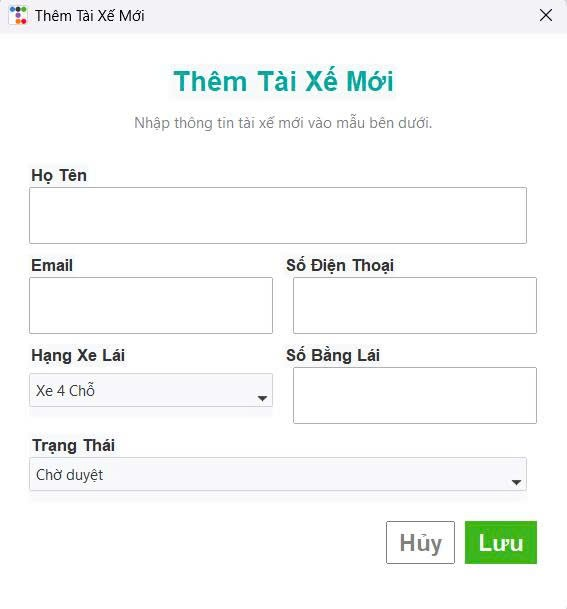 Thêm Tài Xế Mới
Thêm Tài Xế Mới
Nhập thông tin tài xế mới vào mẫu bên dưới.
Họ Tên
Email
Số Điện Thoại
Hạng Xe Lái
Số Bằng Lái
Xe 4 Chỗ
Trạng Thái
Chờ duyệt
Hủy
Lưu